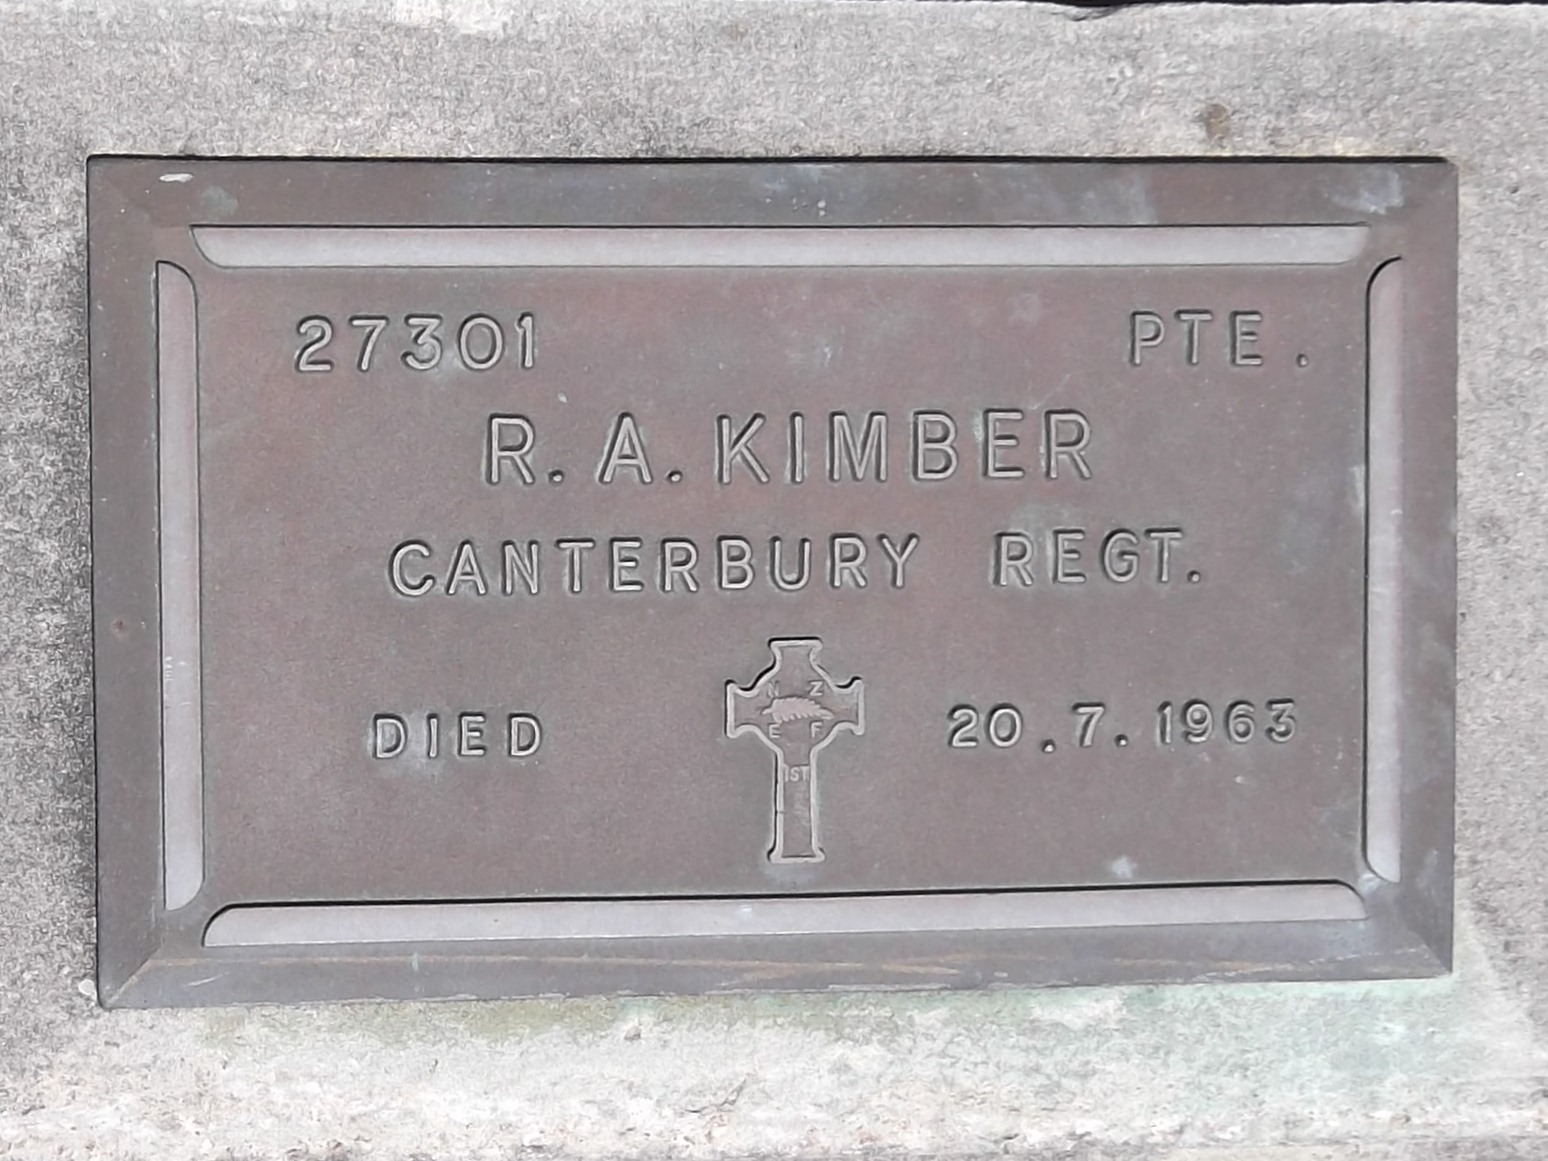 27301 PTE.
R. A. KIMBER
CANTERBURY REGT.
DIED 20.7.1963
N Z
E F
1ST